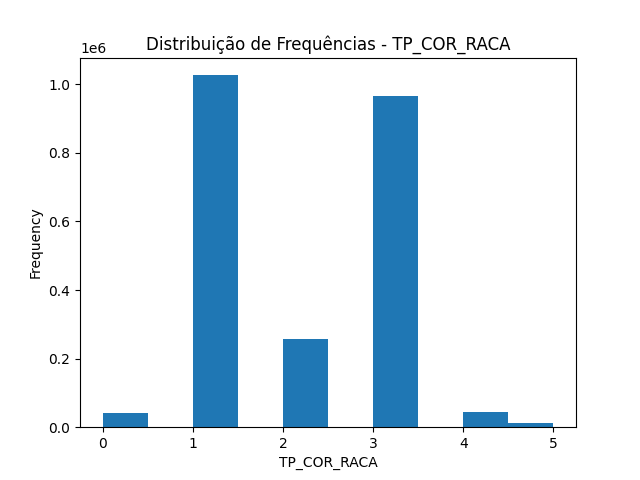 Distribuição de Frequências - TP_COR_RACA
1e6
1.0
0.8
0.6
0.4
0.2
0.0
Frequency
0 1 2 3 4 5
TP_COR_RACA